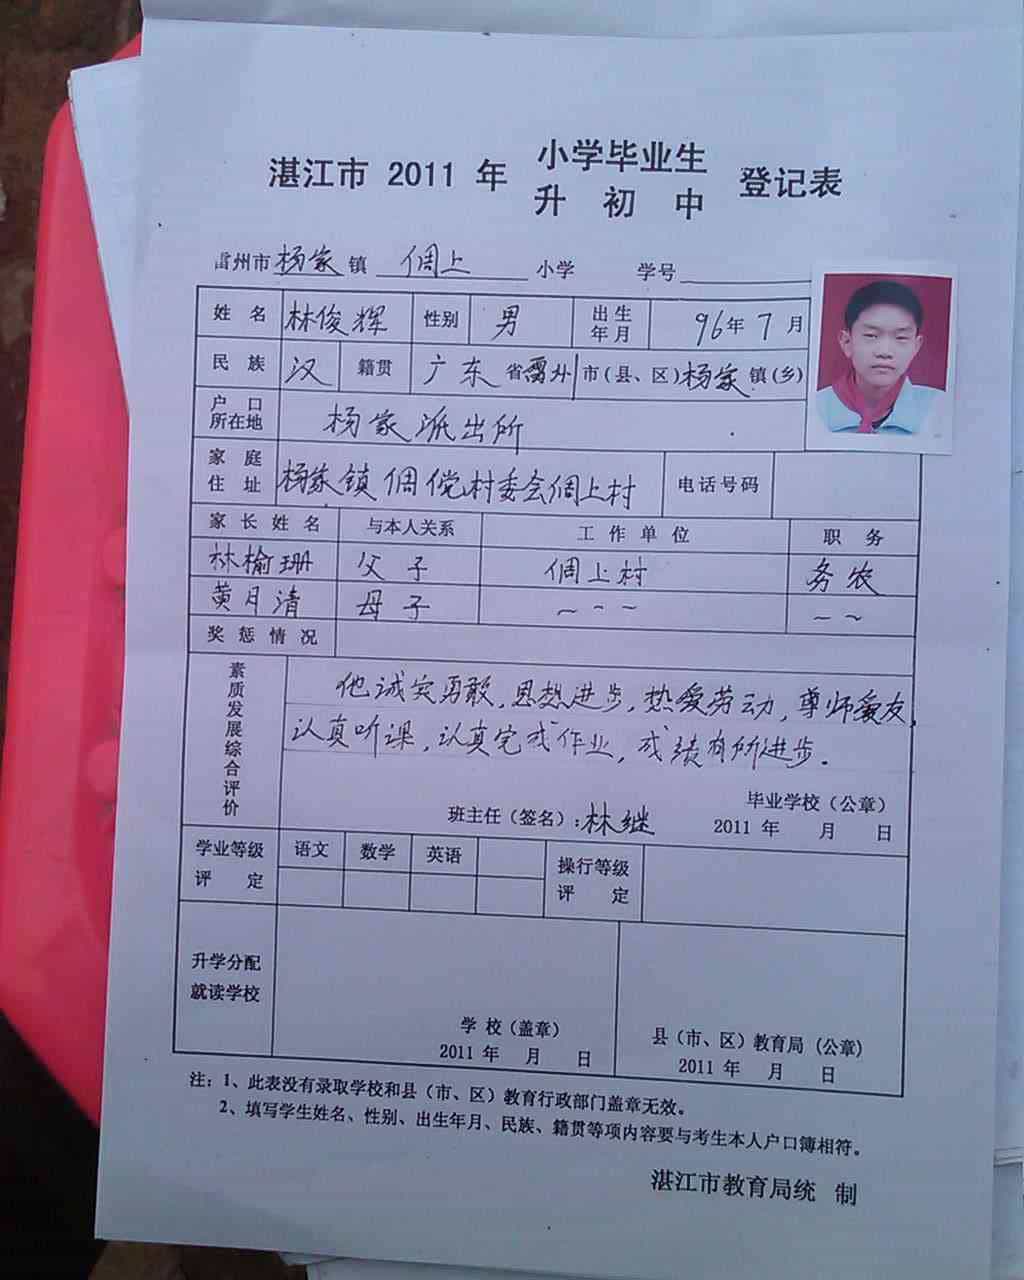 湛江市 2011 年 小学毕业生 登记表
升 初 中
雷州市杨家镇 倜上 小学 学号
姓 名 林俊辉 性别 男 出生年月 96年7月
民 族 汉 籍贯 广东省雷州市(县、区)杨家镇(乡)
户 口 所在地 杨家派出所
家 庭 住 址 杨家镇倜傥村委会倜上村 电话号码
家 长 姓 名 与本人关系 工 作 单 位 职 务
林榆珊 父子 倜上村 务农
黄月清 母子 ~ ~ ~ ~ ~
奖 惩 情 况
素质发展综合评价
他诚实勇敢,思想进步,热爱劳动,尊师爱友,
认真听课,认真完成作业,成绩有所进步.
毕业学校(公章)
班主任(签名):林继 2011 年 月 日
学业等级 评 定 语文 数学 英语 操行等级 评 定
升学分配
就读学校
学 校(盖章)
2011 年 月 日
县(市、区)教育局(公章)
2011 年 月 日
注:1、此表没有录取学校和县(市、区)教育行政部门盖章无效。
2、填写学生姓名、性别、出生年月、民族、籍贯等项内容要与考生本人户口簿相符。
湛江市教育局统 制